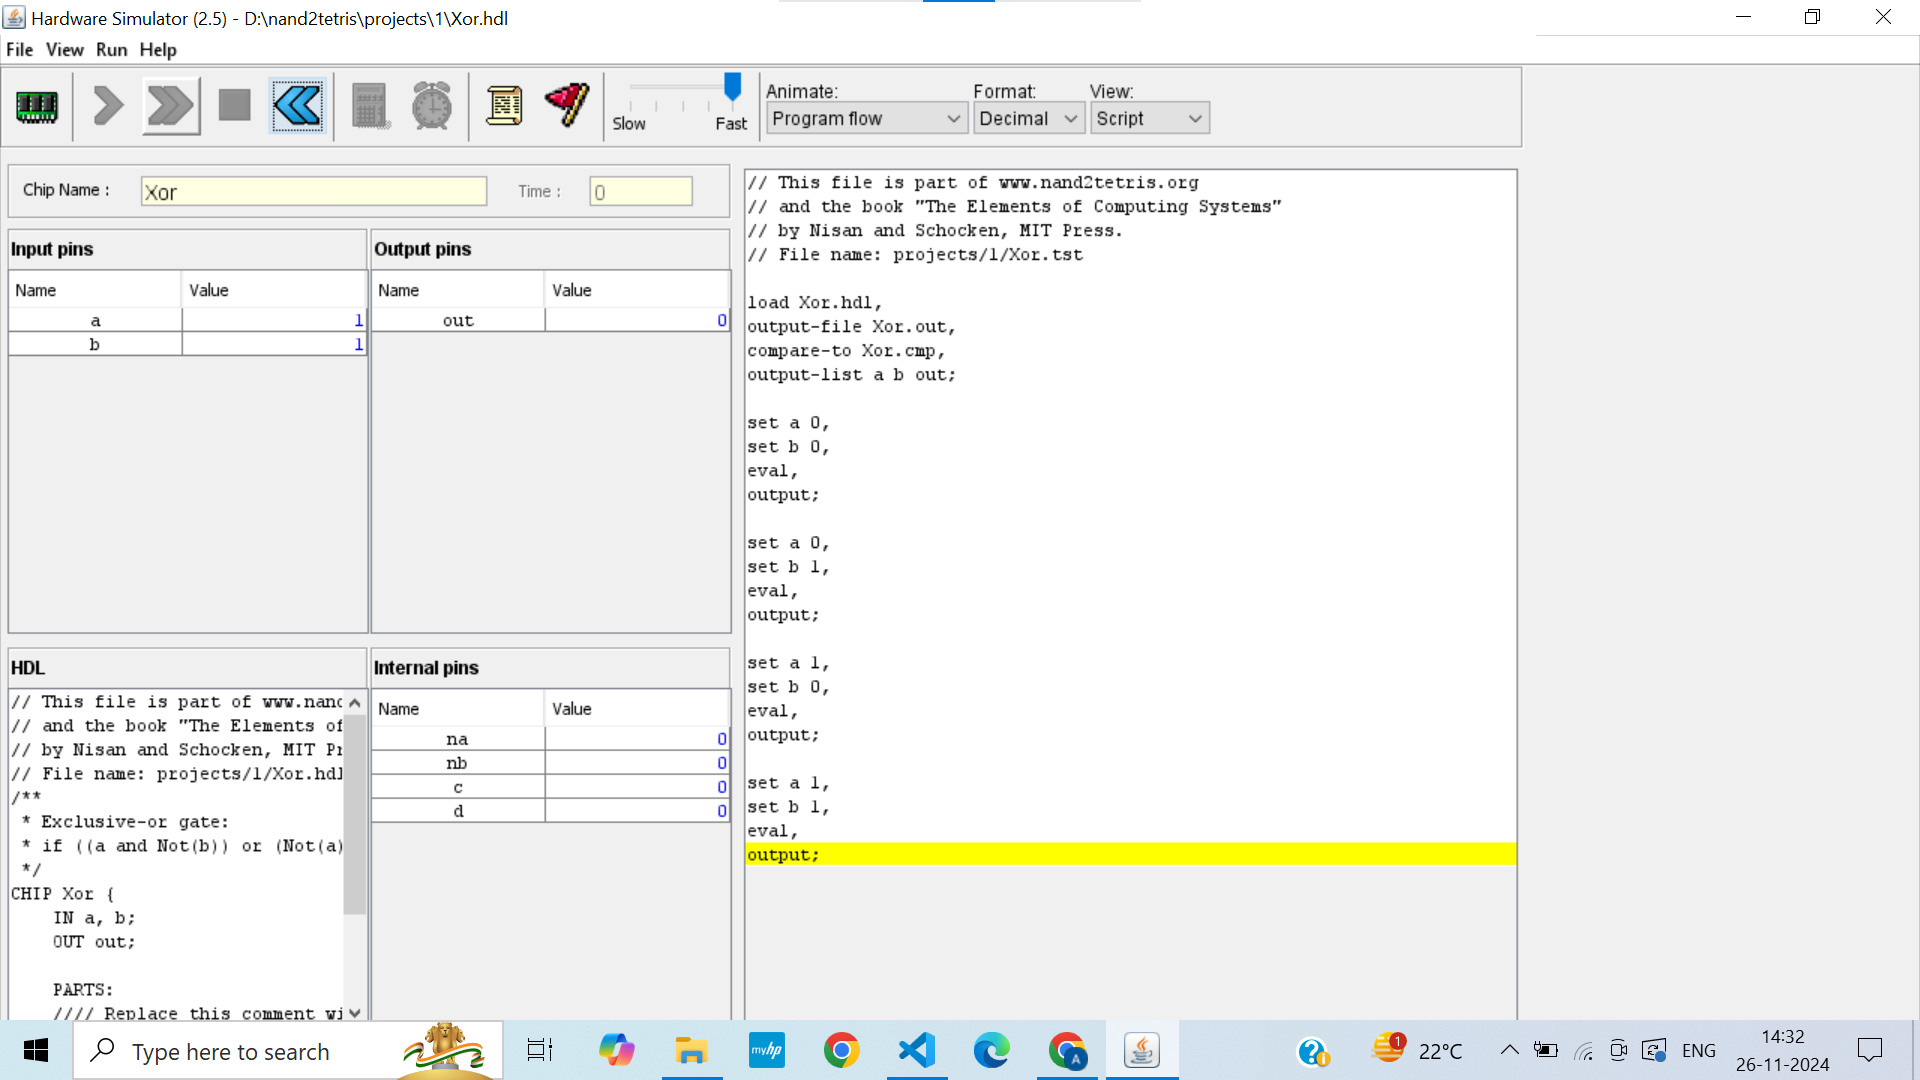 Hardware Simulator (2.5) - D:\nand2tetris\projects\1\Xor.hdl
File View Run Help
Slow Fast
Animate: Format: View:
Program flow Decimal Script
Chip Name : Xor Time : 0
Input pins
Name Value
a 1
b 1
Output pins
Name Value
out 0
HDL
// This file is part of www.nanc
// and the book "The Elements of
// by Nisan and Schocken, MIT Pr
// File name: projects/1/Xor.hdl
/**
* Exclusive-or gate:
* if ((a and Not(b)) or (Not(a)
*/
CHIP Xor {
IN a, b;
OUT out;
PARTS:
//// Replace this comment wi
Internal pins
Name Value
na 0
nb 0
c 0
d 0
// This file is part of www.nand2tetris.org
// and the book "The Elements of Computing Systems"
// by Nisan and Schocken, MIT Press.
// File name: projects/1/Xor.tst
load Xor.hdl,
output-file Xor.out,
compare-to Xor.cmp,
output-list a b out;
set a 0,
set b 0,
eval,
output;
set a 0,
set b 1,
eval,
output;
set a 1,
set b 0,
eval,
output;
set a 1,
set b 1,
eval,
output;
Type here to search
myhp
A
1
22°C
ENG
14:32
26-11-2024